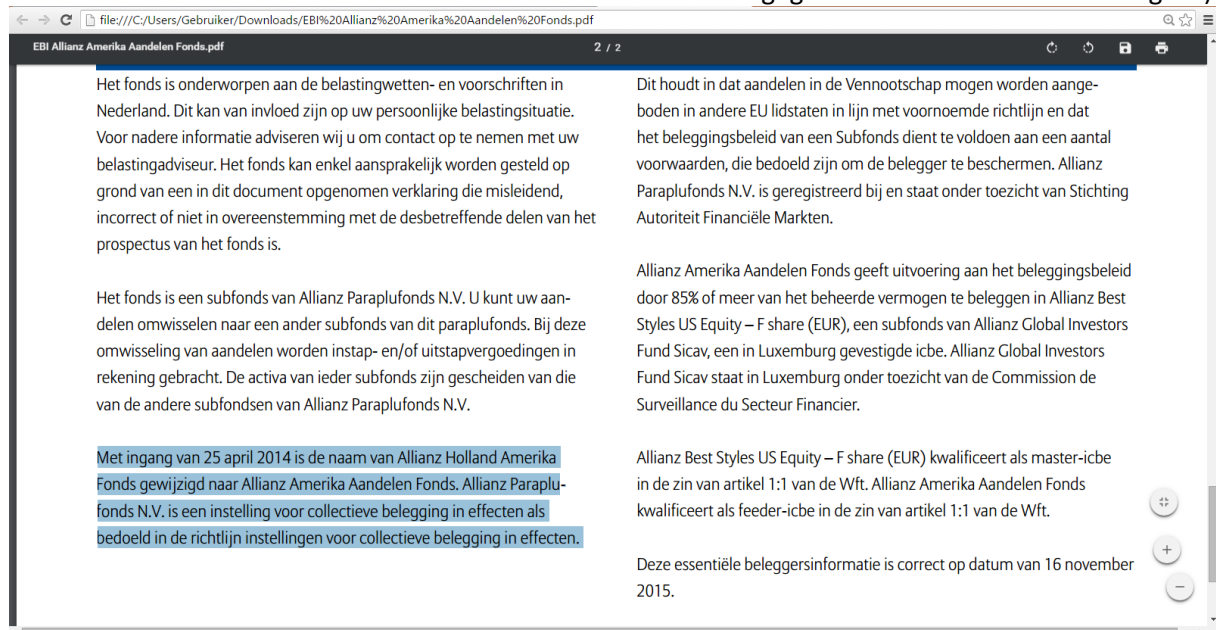 file:///C:/Users/Gebruiker/Downloads/EBI%20Allianz%20Amerika%20Aandelen%20Fonds.pdf
EBI Allianz Amerika Aandelen Fonds.pdf
2 / 2
Het fonds is onderworpen aan de belastingwetten- en voorschriften in
Nederland. Dit kan van invloed zijn op uw persoonlijke belastingsituatie.
Voor nadere informatie adviseren wij u om contact op te nemen met uw
belastingadviseur. Het fonds kan enkel aansprakelijk worden gesteld op
grond van een in dit document opgenomen verklaring die misleidend,
incorrect of niet in overeenstemming met de desbetreffende delen van het
prospectus van het fonds is.
Het fonds is een subfonds van Allianz Paraplufonds N.V. U kunt uw aan-
delen omwisselen naar een ander subfonds van dit paraplufonds. Bij deze
omwisseling van aandelen worden instap- en/of uitstapvergoedingen in
rekening gebracht. De activa van ieder subfonds zijn gescheiden van die
van de andere subfondsen van Allianz Paraplufonds N.V.
Met ingang van 25 april 2014 is de naam van Allianz Holland Amerika
Fonds gewijzigd naar Allianz Amerika Aandelen Fonds. Allianz Paraplu-
fonds N.V. is een instelling voor collectieve belegging in effecten als
bedoeld in de richtlijn instellingen voor collectieve belegging in effecten.
Dit houdt in dat aandelen in de Vennootschap mogen worden aange-
boden in andere EU lidstaten in lijn met voornoemde richtlijn en dat
het beleggingsbeleid van een Subfonds dient te voldoen aan een aantal
voorwaarden, die bedoeld zijn om de belegger te beschermen. Allianz
Paraplufonds N.V. is geregistreerd bij en staat onder toezicht van Stichting
Autoriteit Financiële Markten.
Allianz Amerika Aandelen Fonds geeft uitvoering aan het beleggingsbeleid
door 85% of meer van het beheerde vermogen te beleggen in Allianz Best
Styles US Equity – F share (EUR), een subfonds van Allianz Global Investors
Fund Sicav, een in Luxemburg gevestigde icbe. Allianz Global Investors
Fund Sicav staat in Luxemburg onder toezicht van de Commission de
Surveillance du Secteur Financier.
Allianz Best Styles US Equity – F share (EUR) kwalificeert als master-icbe
in de zin van artikel 1:1 van de Wft. Allianz Amerika Aandelen Fonds
kwalificeert als feeder-icbe in de zin van artikel 1:1 van de Wft.
Deze essentiële beleggersinformatie is correct op datum van 16 november
2015.